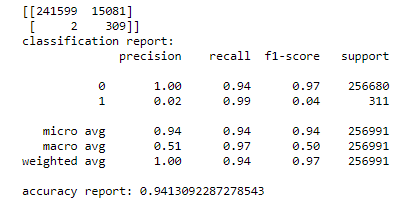 [[241599 15081]
[ 2 309]]
classification report:
precision recall f1-score support
0 1.00 0.94 0.97 256680
1 0.02 0.99 0.04 311
micro avg 0.94 0.94 0.94 256991
macro avg 0.51 0.97 0.50 256991
weighted avg 1.00 0.94 0.97 256991
accuracy report: 0.9413092287278543